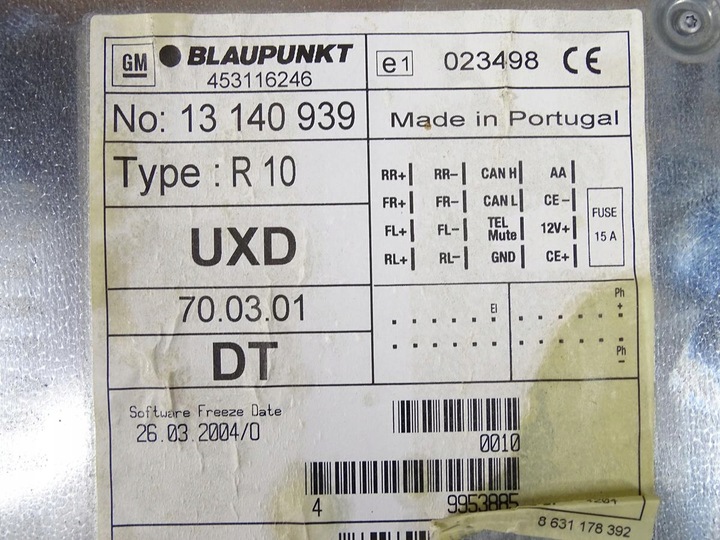 GM BLAUPUNKT
453116246
e1 023498 CE
No: 13 140 939
Made in Portugal
Type : R 10
RR+ RR- CAN H AA
FR+ FR- CAN L CE-
FL+ FL- TEL Mute 12V+
RL+ RL- GND CE+
FUSE
15 A
UXD
70.03.01
El
Ph
+
Ph
-
DT
Software Freeze Date
26.03.2004/0
0010
4 9953885
8 631 178 392